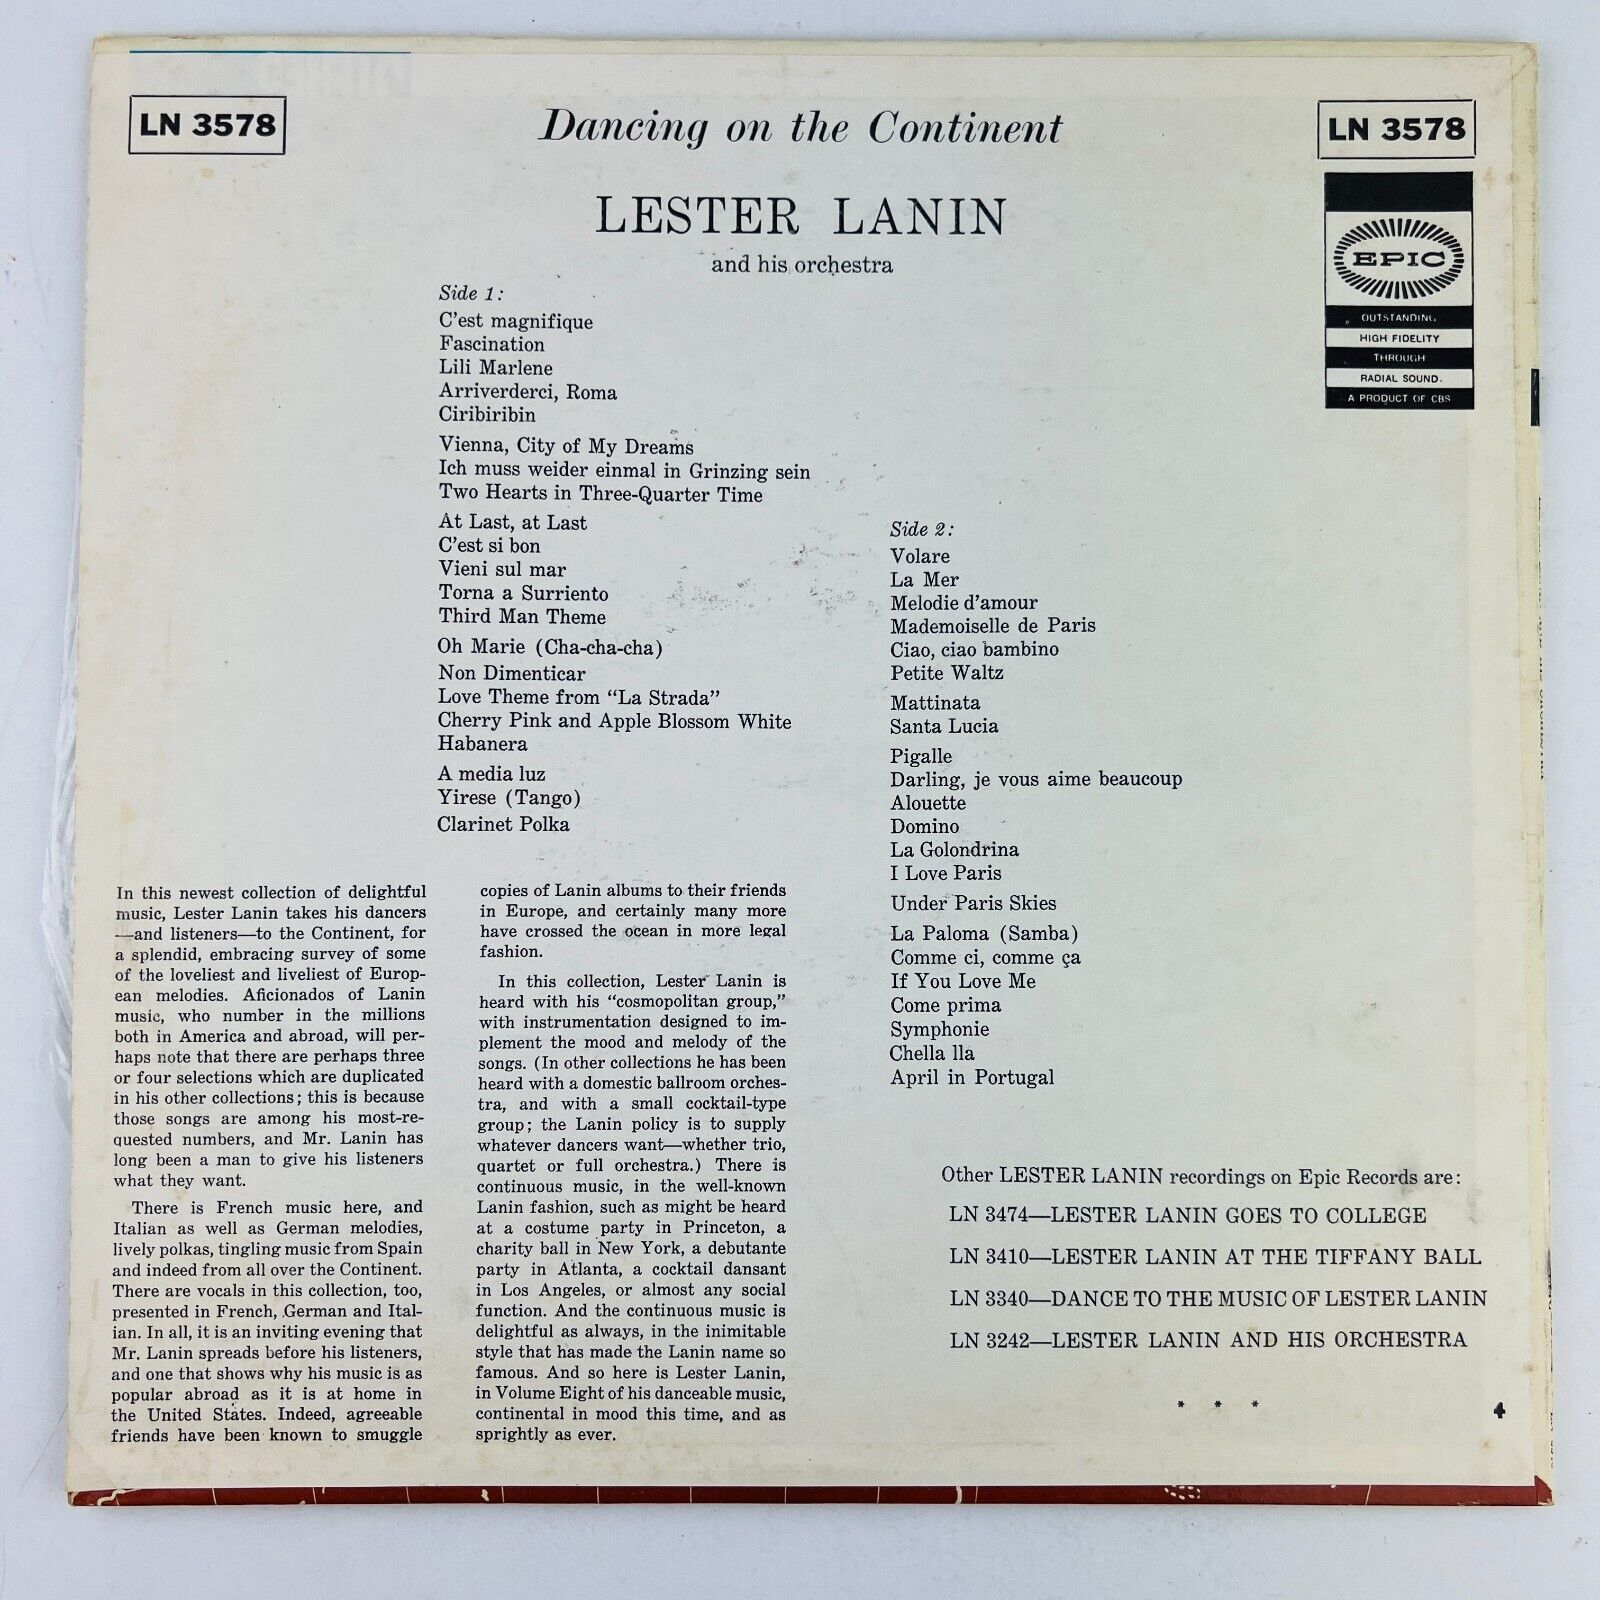 LN 3578
Dancing on the Continent
LN 3578
LESTER LANIN
and his orchestra
EPIC
OUTSTANDING
HIGH FIDELITY
THROUGH
RADIAL SOUND.
A PRODUCT OF CBS
Side 1:
C'est magnifique
Fascination
Lili Marlene
Arriverderci, Roma
Ciribiribin
Vienna, City of My Dreams
Ich muss weider einmal in Grinzing sein
Two Hearts in Three-Quarter Time
At Last, at Last
C'est si bon
Vieni sul mar
Torna a Surriento
Third Man Theme
Oh Marie (Cha-cha-cha)
Non Dimenticar
Love Theme from "La Strada"
Cherry Pink and Apple Blossom White
Habanera
A media luz
Yirese (Tango)
Clarinet Polka
Side 2:
Volare
La Mer
Melodie d'amour
Mademoiselle de Paris
Ciao, ciao bambino
Petite Waltz
Mattinata
Santa Lucia
Pigalle
Darling, je vous aime beaucoup
Alouette
Domino
La Golondrina
I Love Paris
Under Paris Skies
La Paloma (Samba)
Comme ci, comme ça
If You Love Me
Come prima
Symphonie
Chella lla
April in Portugal
In this newest collection of delightful
music, Lester Lanin takes his dancers
—and listeners—to the Continent, for
a splendid, embracing survey of some
of the loveliest and liveliest of Europ-
ean melodies. Aficionados of Lanin
music, who number in the millions
both in America and abroad, will per-
haps note that there are perhaps three
or four selections which are duplicated
in his other collections; this is because
those songs are among his most-re-
quested numbers, and Mr. Lanin has
long been a man to give his listeners
what they want.
There is French music here, and
Italian as well as German melodies,
lively polkas, tingling music from Spain
and indeed from all over the Continent.
There are vocals in this collection, too,
presented in French, German and Ital-
ian. In all, it is an inviting evening that
Mr. Lanin spreads before his listeners,
and one that shows why his music is as
popular abroad as it is at home in
the United States. Indeed, agreeable
friends have been known to smuggle
copies of Lanin albums to their friends
in Europe, and certainly many more
have crossed the ocean in more legal
fashion.
In this collection, Lester Lanin is
heard with his "cosmopolitan group,"
with instrumentation designed to im-
plement the mood and melody of the
songs. (In other collections he has been
heard with a domestic ballroom orches-
tra, and with a small cocktail-type
group; the Lanin policy is to supply
whatever dancers want—whether trio,
quartet or full orchestra.) There is
continuous music, in the well-known
Lanin fashion, such as might be heard
at a costume party in Princeton, a
charity ball in New York, a debutante
party in Atlanta, a cocktail dansant
in Los Angeles, or almost any social
function. And the continuous music is
delightful as always, in the inimitable
style that has made the Lanin name so
famous. And so here is Lester Lanin,
in Volume Eight of his danceable music,
continental in mood this time, and as
sprightly as ever.
Other LESTER LANIN recordings on Epic Records are:
LN 3474—LESTER LANIN GOES TO COLLEGE
LN 3410—LESTER LANIN AT THE TIFFANY BALL
LN 3340—DANCE TO THE MUSIC OF LESTER LANIN
LN 3242—LESTER LANIN AND HIS ORCHESTRA
* * *
4